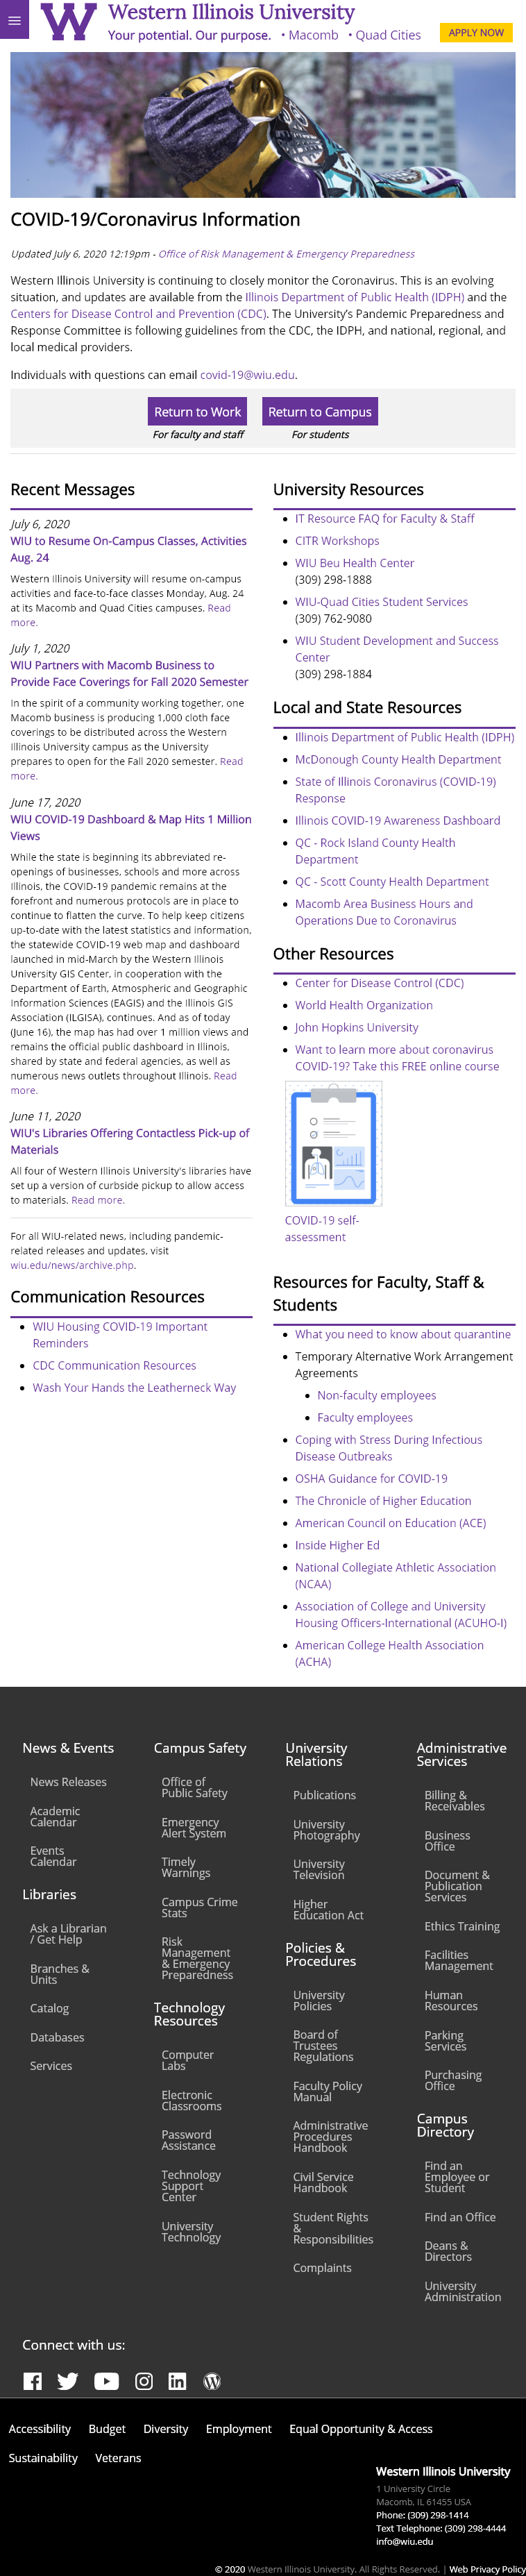 Western Illinois University
Your potential. Our purpose. • Macomb • Quad Cities
APPLY NOW
COVID-19/Coronavirus Information
Updated July 6, 2020 12:19pm - Office of Risk Management & Emergency Preparedness
Western Illinois University is continuing to closely monitor the Coronavirus. This is an evolving
situation, and updates are available from the Illinois Department of Public Health (IDPH) and the
Centers for Disease Control and Prevention (CDC). The University's Pandemic Preparedness and
Response Committee is following guidelines from the CDC, the IDPH, and national, regional, and
local medical providers.
Individuals with questions can email covid-19@wiu.edu.
Return to Work
For faculty and staff
Return to Campus
For students
Recent Messages
July 6, 2020
WIU to Resume On-Campus Classes, Activities
Aug. 24
Western Illinois University will resume on-campus
activities and face-to-face classes Monday, Aug. 24
at its Macomb and Quad Cities campuses. Read
more.
July 1, 2020
WIU Partners with Macomb Business to
Provide Face Coverings for Fall 2020 Semester
In the spirit of a community working together, one
Macomb business is producing 1,000 cloth face
coverings to be distributed across the Western
Illinois University campus as the University
prepares to open for the Fall 2020 semester. Read
more.
June 17, 2020
WIU COVID-19 Dashboard & Map Hits 1 Million
Views
While the state is beginning its abbreviated re-
openings of businesses, schools and more across
Illinois, the COVID-19 pandemic remains at the
forefront and numerous protocols are in place to
continue to flatten the curve. To help keep citizens
up-to-date with the latest statistics and information,
the statewide COVID-19 web map and dashboard
launched in mid-March by the Western Illinois
University GIS Center, in cooperation with the
Department of Earth, Atmospheric and Geographic
Information Sciences (EAGIS) and the Illinois GIS
Association (ILGISA), continues. And as of today
(June 16), the map has had over 1 million views and
remains the official public dashboard in Illinois,
shared by state and federal agencies, as well as
numerous news outlets throughout Illinois. Read
more.
June 11, 2020
WIU's Libraries Offering Contactless Pick-up of
Materials
All four of Western Illinois University's libraries have
set up a version of curbside pickup to allow access
to materials. Read more.
For all WIU-related news, including pandemic-
related releases and updates, visit
wiu.edu/news/archive.php.
Communication Resources
WIU Housing COVID-19 Important
Reminders
CDC Communication Resources
Wash Your Hands the Leatherneck Way
University Resources
IT Resource FAQ for Faculty & Staff
CITR Workshops
WIU Beu Health Center
(309) 298-1888
WIU-Quad Cities Student Services
(309) 762-9080
WIU Student Development and Success
Center
(309) 298-1884
Local and State Resources
Illinois Department of Public Health (IDPH)
McDonough County Health Department
State of Illinois Coronavirus (COVID-19)
Response
Illinois COVID-19 Awareness Dashboard
QC - Rock Island County Health
Department
QC - Scott County Health Department
Macomb Area Business Hours and
Operations Due to Coronavirus
Other Resources
Center for Disease Control (CDC)
World Health Organization
John Hopkins University
Want to learn more about coronavirus
COVID-19? Take this FREE online course
COVID-19 self-
assessment
Resources for Faculty, Staff &
Students
What you need to know about quarantine
Temporary Alternative Work Arrangement
Agreements
Non-faculty employees
Faculty employees
Coping with Stress During Infectious
Disease Outbreaks
OSHA Guidance for COVID-19
The Chronicle of Higher Education
American Council on Education (ACE)
Inside Higher Ed
National Collegiate Athletic Association
(NCAA)
Association of College and University
Housing Officers-International (ACUHO-I)
American College Health Association
(ACHA)
News & Events
News Releases
Academic
Calendar
Events
Calendar
Libraries
Ask a Librarian
/ Get Help
Branches &
Units
Catalog
Databases
Services
Campus Safety
Office of
Public Safety
Emergency
Alert System
Timely
Warnings
Campus Crime
Stats
Risk
Management
& Emergency
Preparedness
Technology
Resources
Computer
Labs
Electronic
Classrooms
Password
Assistance
Technology
Support
Center
University
Technology
University
Relations
Publications
University
Photography
University
Television
Higher
Education Act
Policies &
Procedures
University
Policies
Board of
Trustees
Regulations
Faculty Policy
Manual
Administrative
Procedures
Handbook
Civil Service
Handbook
Student Rights
&
Responsibilities
Complaints
Administrative
Services
Billing &
Receivables
Business
Office
Document &
Publication
Services
Ethics Training
Facilities
Management
Human
Resources
Parking
Services
Purchasing
Office
Campus
Directory
Find an
Employee or
Student
Find an Office
Deans &
Directors
University
Administration
Connect with us:
Accessibility Budget Diversity Employment Equal Opportunity & Access
Sustainability Veterans
Western Illinois University
1 University Circle
Macomb, IL 61455 USA
Phone: (309) 298-1414
Text Telephone: (309) 298-4444
info@wiu.edu
© 2020 Western Illinois University. All Rights Reserved. | Web Privacy Policy